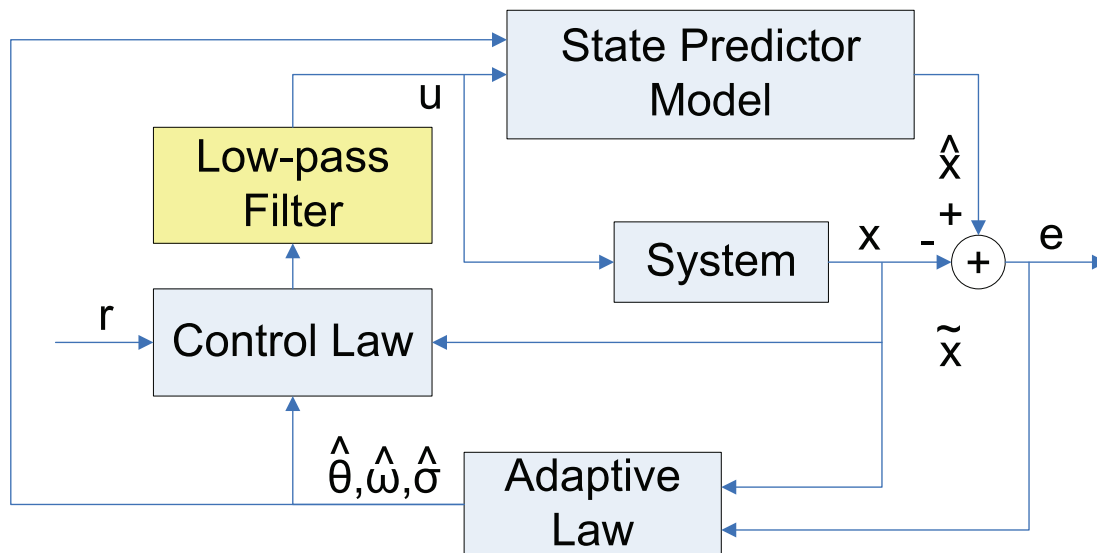 State Predictor
Model
u
Low-pass
Filter
x̂
+
System
x
-
+
e
r
Control Law
x̃
θ̂,ω̂,σ̂
Adaptive
Law